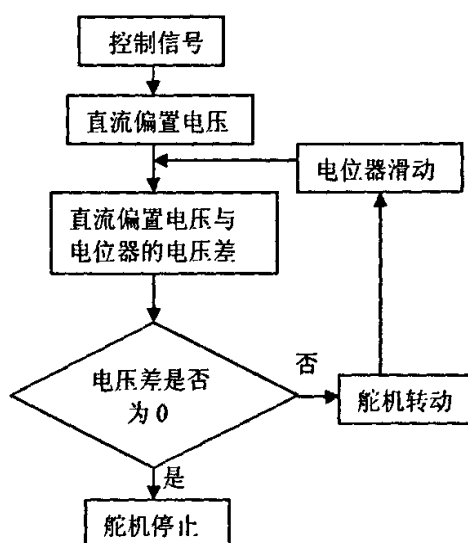 控制信号
直流偏置电压
电位器滑动
直流偏置电压与
电位器的电压差
电压差是否
为0
否
舵机转动
是
舵机停止